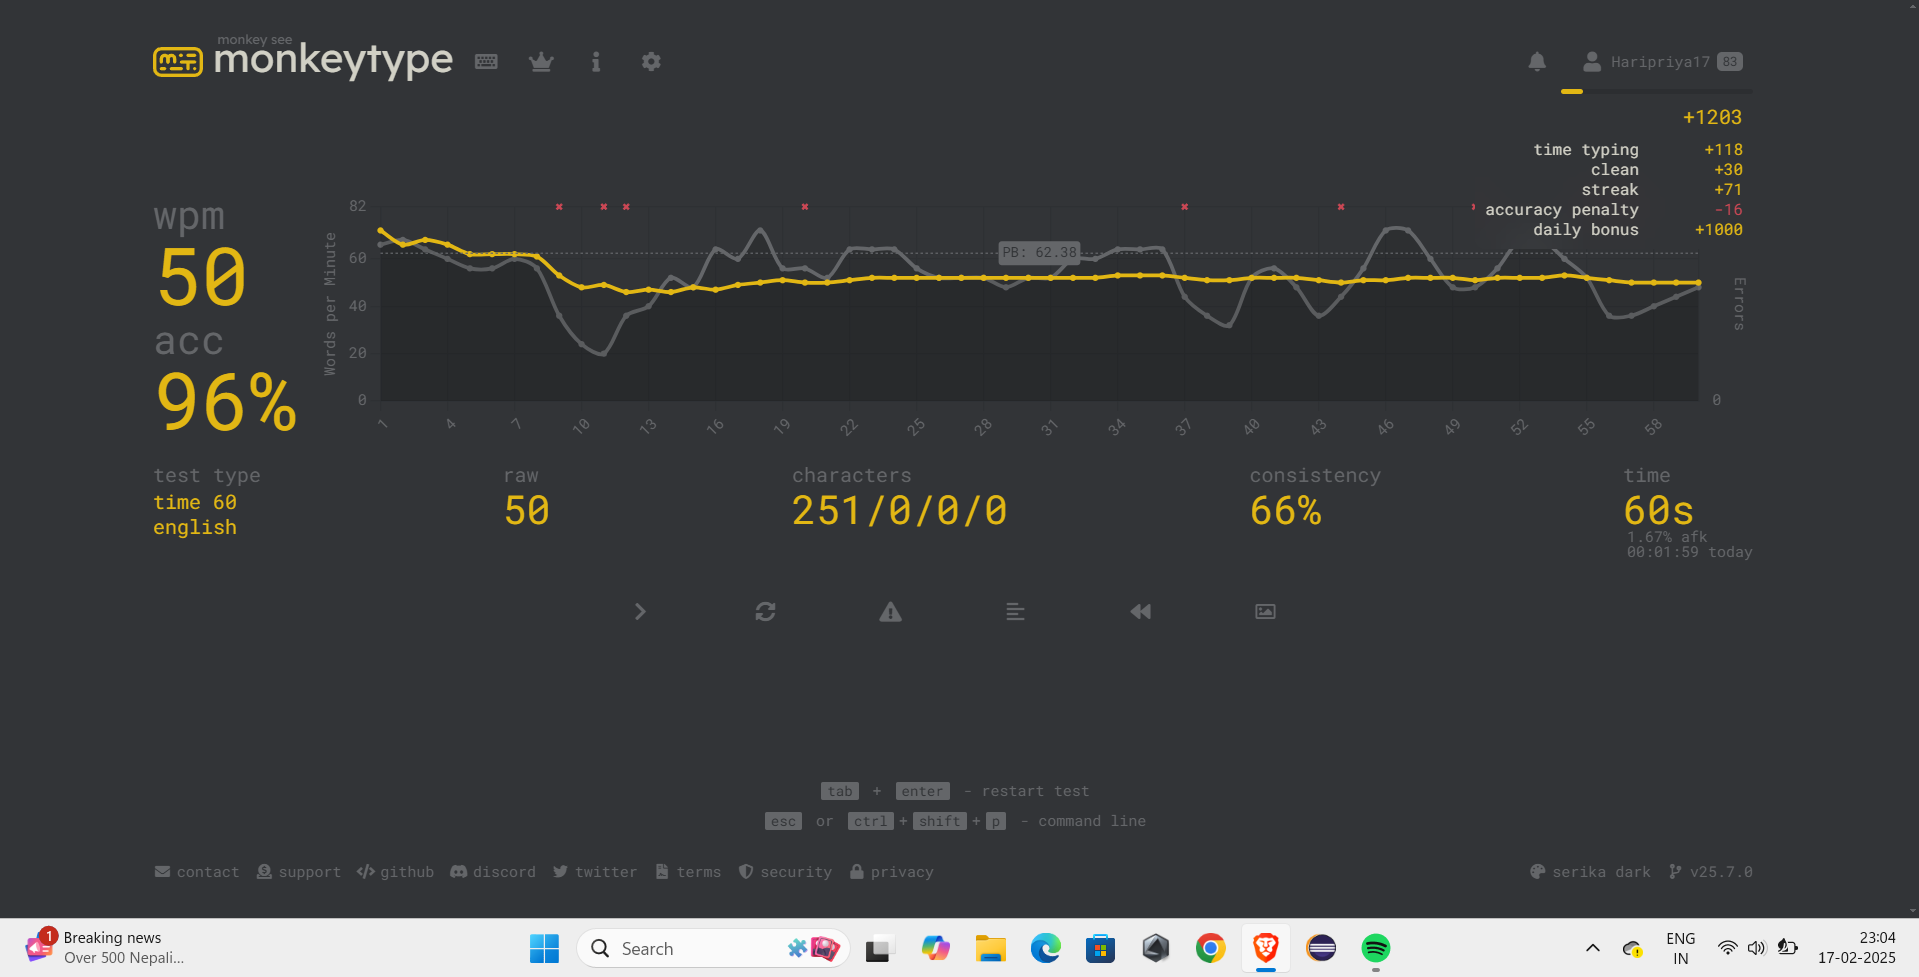 monkey see
monkeytype
Haripriya17 83
+1203
time typing +118
clean +30
streak +71
accuracy penalty -16
daily bonus +1000
wpm
50
acc
96%
Words per Minute
82
60
40
20
0
PB: 62.38
Errors
0
1 4 7 10 13 16 19 22 25 28 31 34 37 40 43 46 49 52 55 58
test type
time 60
english
raw
50
characters
251/0/0/0
consistency
66%
time
60s
1.67% afk
00:01:59 today
tab + enter - restart test
esc or ctrl + shift + p - command line
contact support github discord twitter terms security privacy
serika dark v25.7.0
1
Breaking news
Over 500 Nepali...
Search
ENG
IN
23:04
17-02-2025